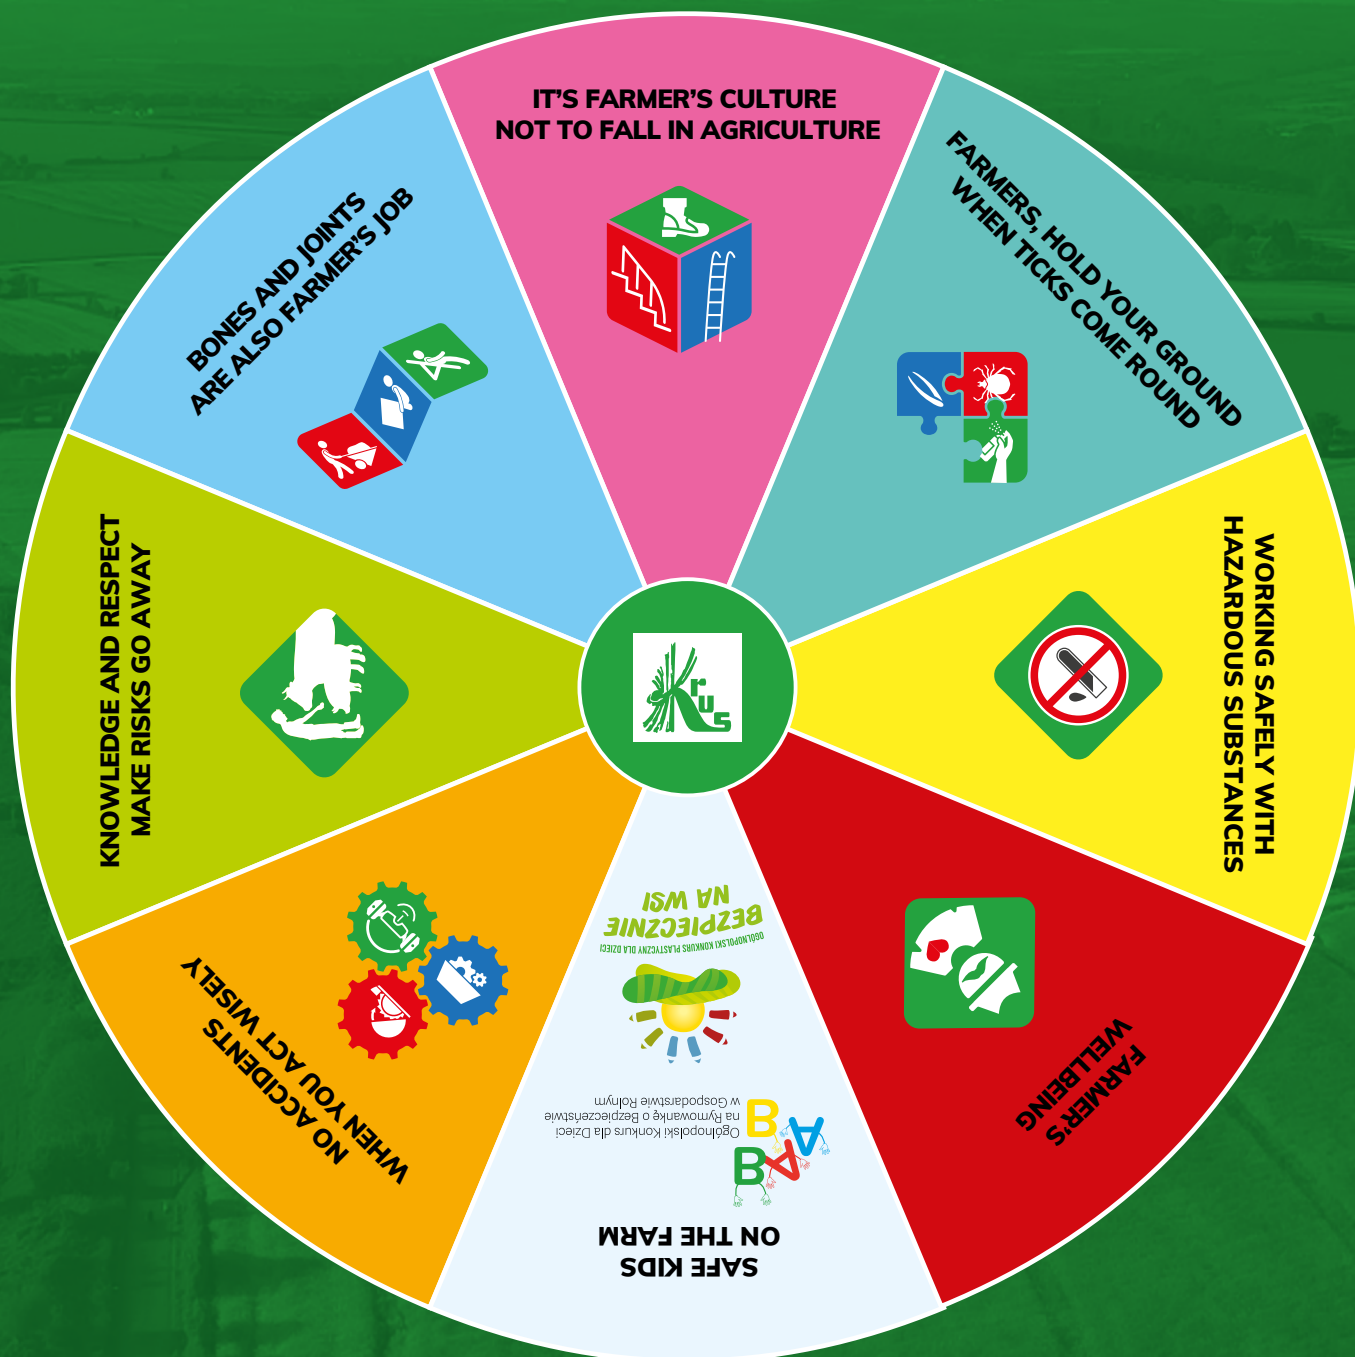 IT'S FARMER'S CULTURE
NOT TO FALL IN AGRICULTURE
FARMERS, HOLD YOUR GROUND
WHEN TICKS COME ROUND
WORKING SAFELY WITH
HAZARDOUS SUBSTANCES
FARMER'S
WELLBEING
SAFE KIDS
ON THE FARM
ABBA
Ogólnopolski Konkurs dla Dzieci
na Rymowankę o Bezpieczeństwie
w Gospodarstwie Rolnym
OGÓLNOPOLSKI KONKURS PLASTYCZNY DLA DZIECI
BEZPIECZNIE
NA WSI
NO ACCIDENTS
WHEN YOU ACT WISELY
KNOWLEDGE AND RESPECT
MAKE RISKS GO AWAY
BONES AND JOINTS
ARE ALSO FARMER'S JOB
Krus